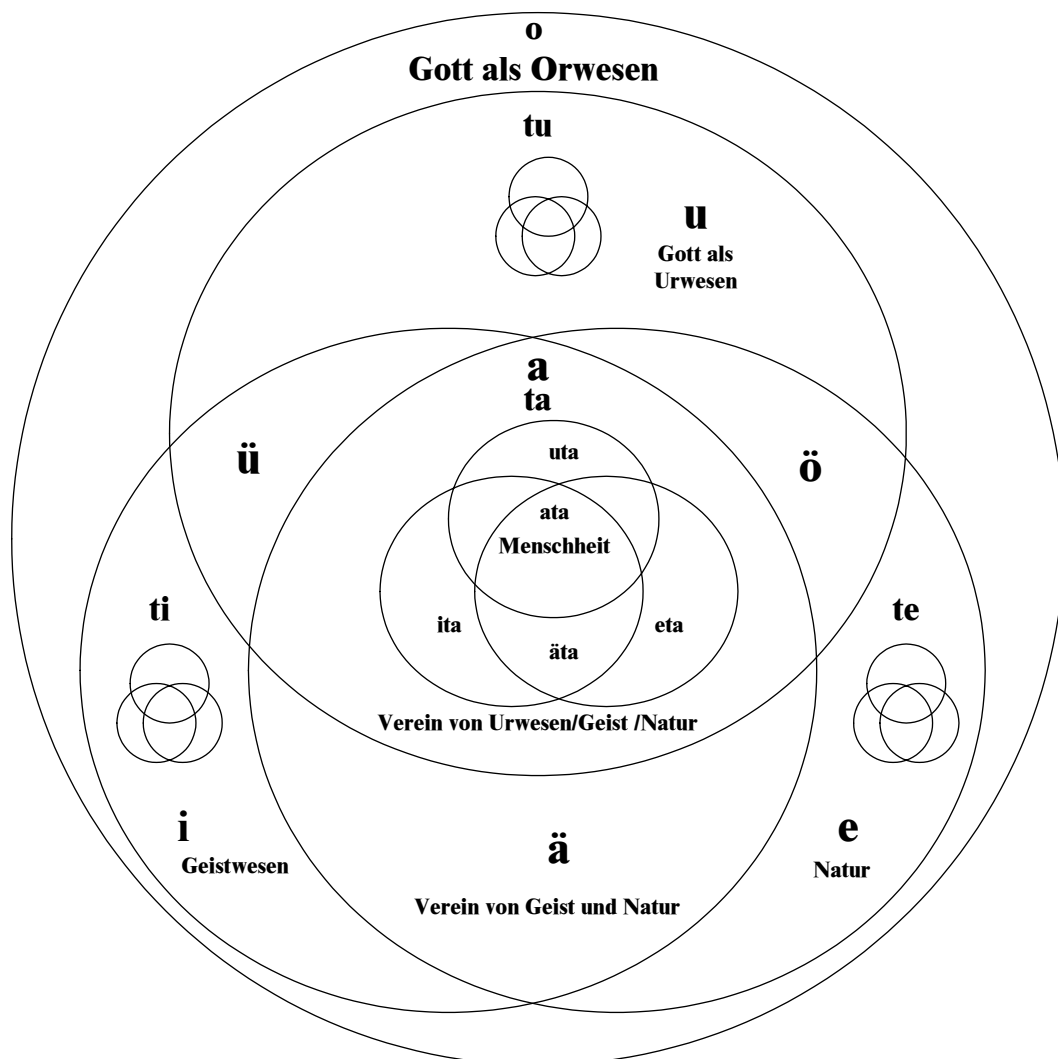 o
Gott als Orwesen
tu
u
Gott als
Urwesen
a
ta
ü
ö
uta
ata
Menschheit
ti
te
ita
eta
äta
Verein von Urwesen/Geist /Natur
i
e
ä
Geistwesen
Natur
Verein von Geist und Natur